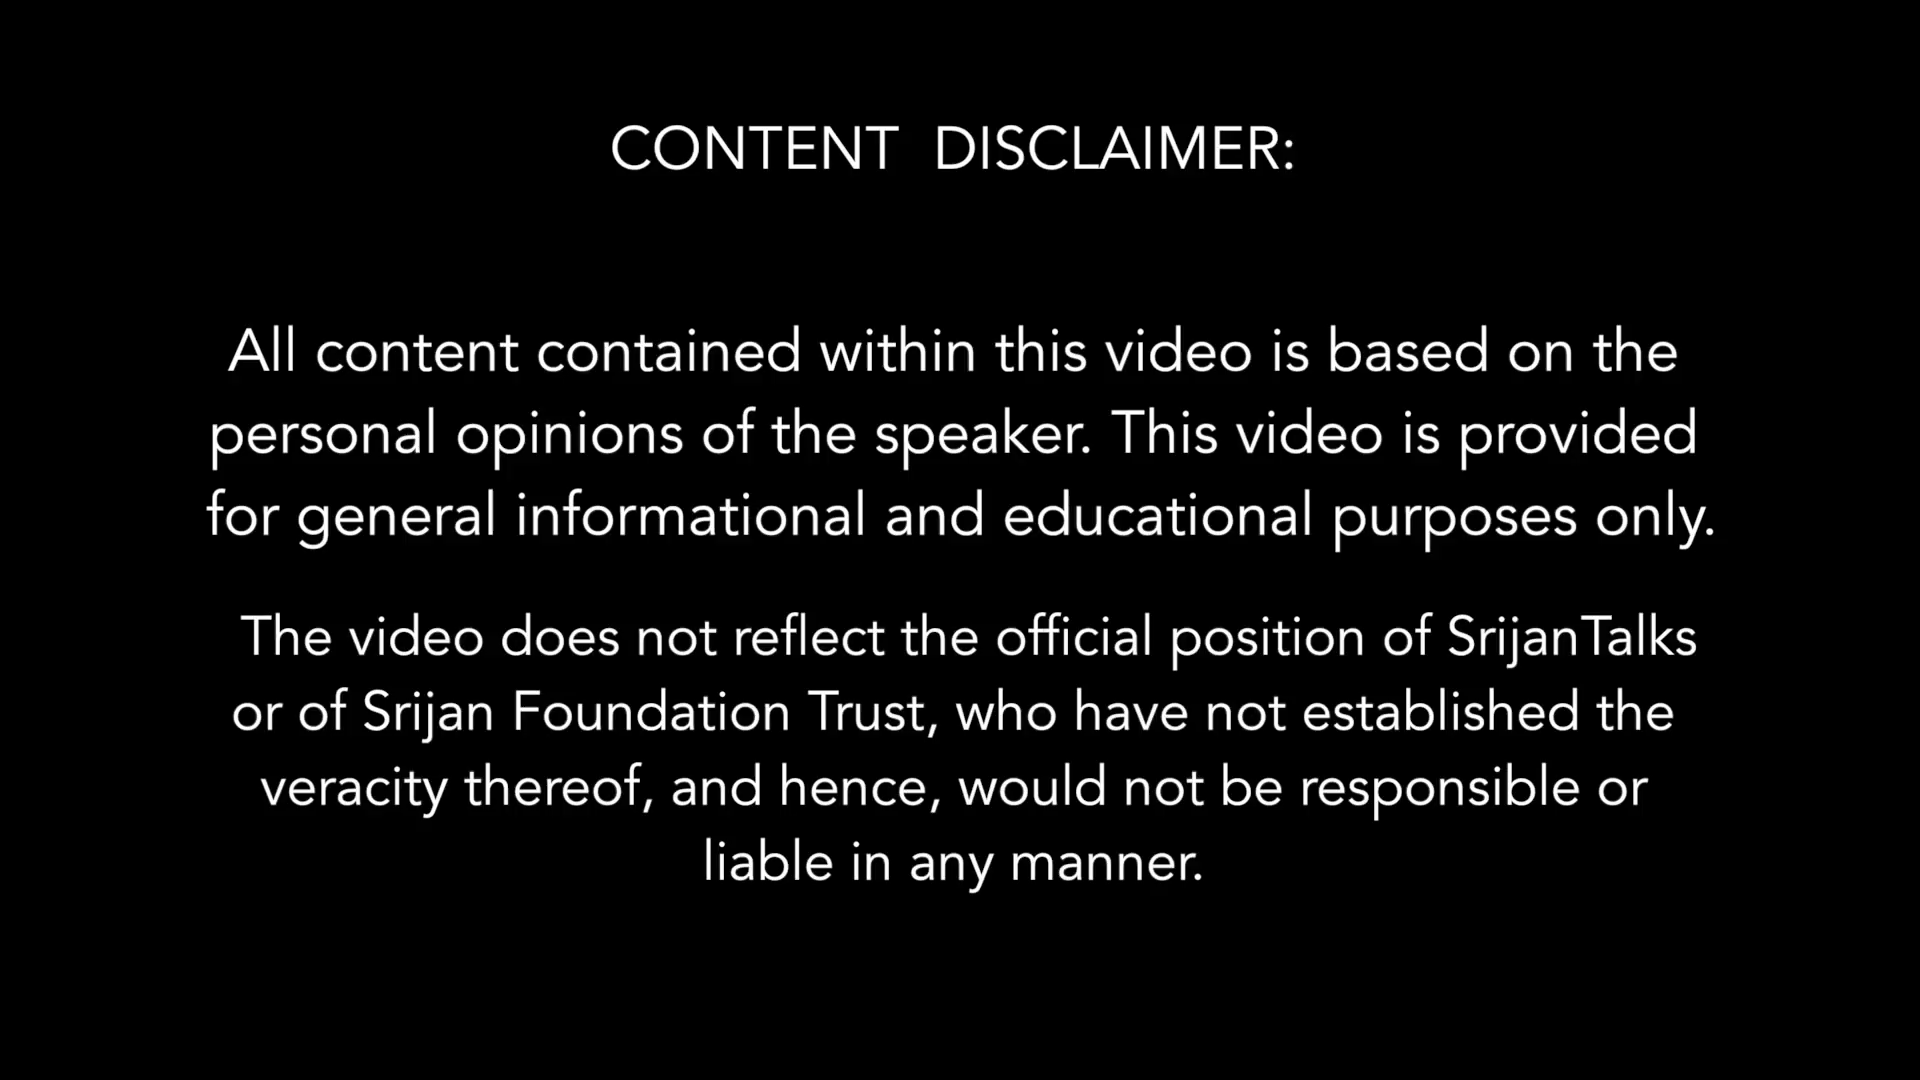 CONTENT DISCLAIMER:
All content contained within this video is based on the
personal opinions of the speaker. This video is provided
for general informational and educational purposes only.
The video does not reflect the official position of SrijanTalks
or of Srijan Foundation Trust, who have not established the
veracity thereof, and hence, would not be responsible or
liable in any manner.